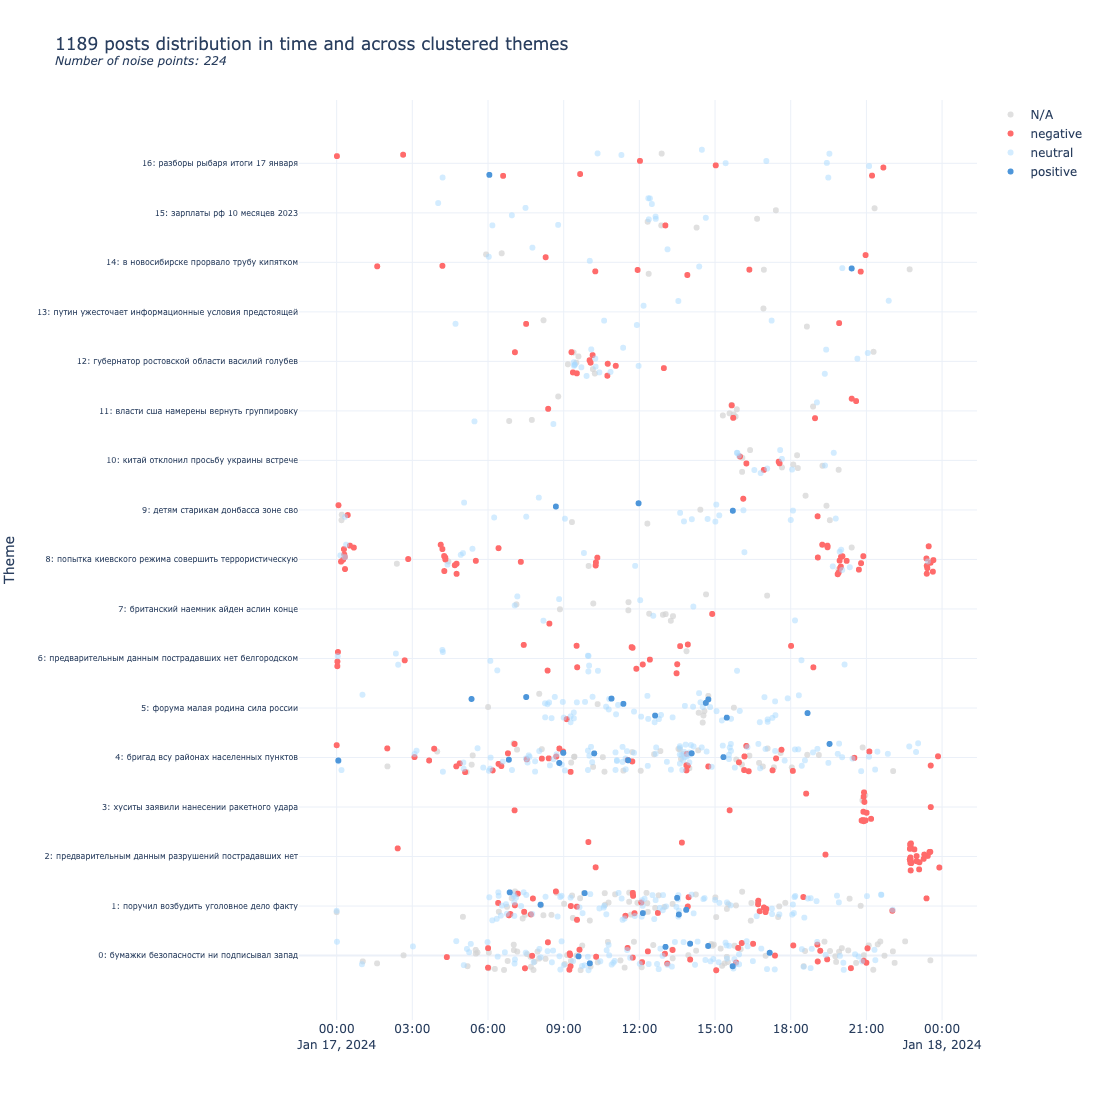 1189 posts distribution in time and across clustered themes
Number of noise points: 224
N/A
negative
neutral
positive
16: разборы рыбаря итоги 17 января
15: зарплаты рф 10 месяцев 2023
14: в новосибирске прорвало трубу кипятком
13: путин ужесточает информационные условия предстоящей
12: губернатор ростовской области василий голубев
11: власти сша намерены вернуть группировку
10: китай отклонил просьбу украины встрече
9: детям старикам донбасса зоне сво
8: попытка киевского режима совершить террористическую
7: британский наемник айден аслин конце
6: предварительным данным пострадавших нет белгородском
5: форума малая родина сила россии
4: бригад всу районах населенных пунктов
3: хуситы заявили нанесении ракетного удара
2: предварительным данным разрушений пострадавших нет
1: поручил возбудить уголовное дело факту
0: бумажки безопасности ни подписывал запад
Theme
00:00 03:00 06:00 09:00 12:00 15:00 18:00 21:00 00:00
Jan 17, 2024 Jan 18, 2024